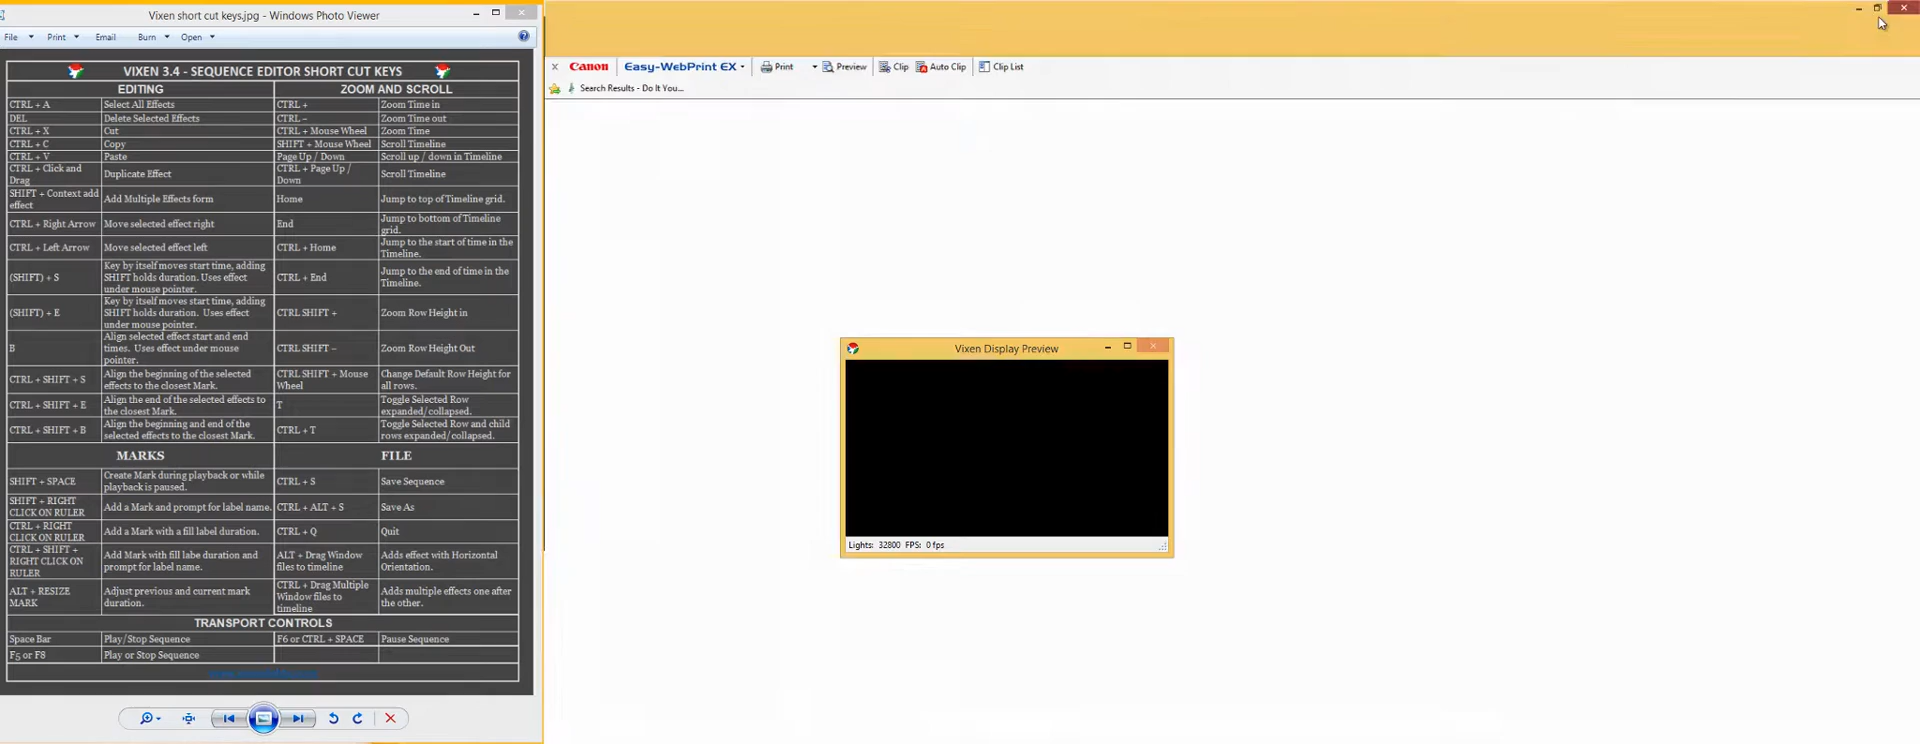 Vixen short cut keys.jpg - Windows Photo Viewer
File Print Email Burn Open
VIXEN 3.4 - SEQUENCE EDITOR SHORT CUT KEYS
EDITING
CTRL + A Select All Effects
DEL Delete Selected Effects
CTRL + X Cut
CTRL + C Copy
CTRL + V Paste
CTRL + Click and
Drag
Duplicate Effect
SHIFT + Context add
effect
Add Multiple Effects form
CTRL + Right Arrow Move selected effect right
CTRL + Left Arrow Move selected effect left
(SHIFT) + S
Key by itself moves start time, adding
SHIFT holds duration. Uses effect
under mouse pointer.
(SHIFT) + E
Key by itself moves start time, adding
SHIFT holds duration. Uses effect
under mouse pointer.
B
Align selected effect start and end
times. Uses effect under mouse
pointer.
CTRL + SHIFT + S
Align the beginning of the selected
effects to the closest Mark.
CTRL + SHIFT + E
Align the end of the selected effects to
the closest Mark.
CTRL + SHIFT + B
Align the beginning and end of the
selected effects to the closest Mark.
ZOOM AND SCROLL
CTRL + Zoom Time in
CTRL – Zoom Time out
CTRL + Mouse Wheel Zoom Time
SHIFT + Mouse Wheel Scroll Timeline
Page Up / Down Scroll up / down in Timeline
CTRL + Page Up /
Down
Scroll Timeline
Home Jump to top of Timeline grid.
End
Jump to bottom of Timeline
grid.
CTRL + Home
Jump to the start of time in the
Timeline.
CTRL + End
Jump to the end of time in the
Timeline.
CTRL SHIFT + Zoom Row Height in
CTRL SHIFT – Zoom Row Height Out
CTRL SHIFT + Mouse
Wheel
Change Default Row Height for
all rows.
T
Toggle Selected Row
expanded/collapsed.
CTRL + T
Toggle Selected Row and child
rows expanded/collapsed.
MARKS
SHIFT + SPACE
Create Mark during playback or while
playback is paused.
SHIFT + RIGHT
CLICK ON RULER
Add a Mark and prompt for label name.
CTRL + RIGHT
CLICK ON RULER
Add a Mark with a fill label duration.
CTRL + SHIFT +
RIGHT CLICK ON
RULER
Add Mark with fill labe duration and
prompt for label name.
ALT + RESIZE
MARK
Adjust previous and current mark
duration.
FILE
CTRL + S Save Sequence
CTRL + ALT + S Save As
CTRL + Q Quit
ALT + Drag Window
files to timeline
Adds effect with Horizontal
Orientation.
CTRL + Drag Multiple
Window files to
timeline
Adds multiple effects one after
the other.
TRANSPORT CONTROLS
Space Bar Play/Stop Sequence F6 or CTRL + SPACE Pause Sequence
F5 or F8 Play or Stop Sequence
Canon Easy-WebPrint EX Print Preview Clip Auto Clip Clip List
Search Results - Do It You...
Vixen Display Preview
Lights: 32800 FPS: 0 fps